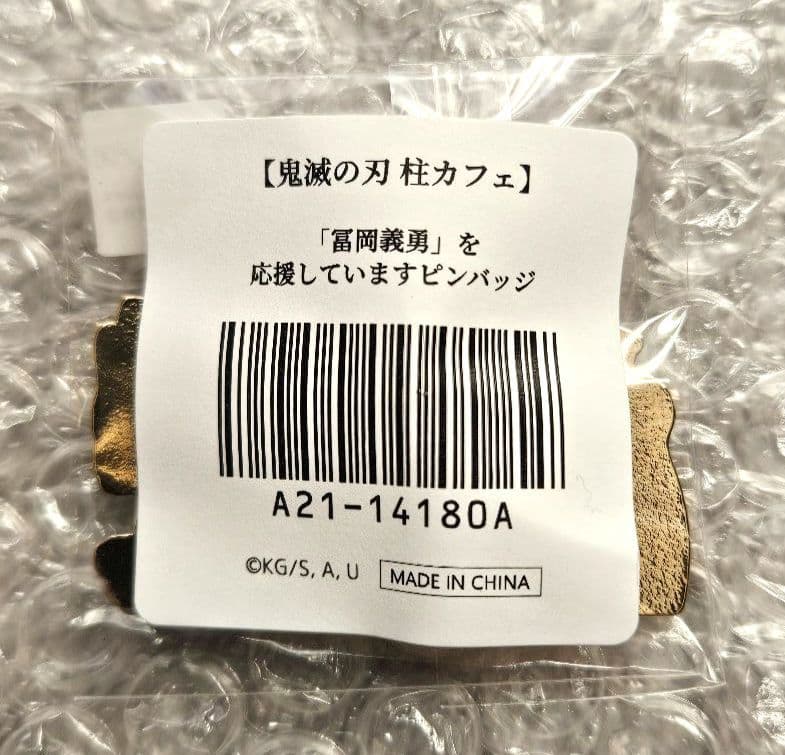 【鬼滅の刃 柱カフェ】
「冨岡義勇」を
応援していますピンバッジ
A21-14180A
©KG/S, A, U
MADE IN CHINA